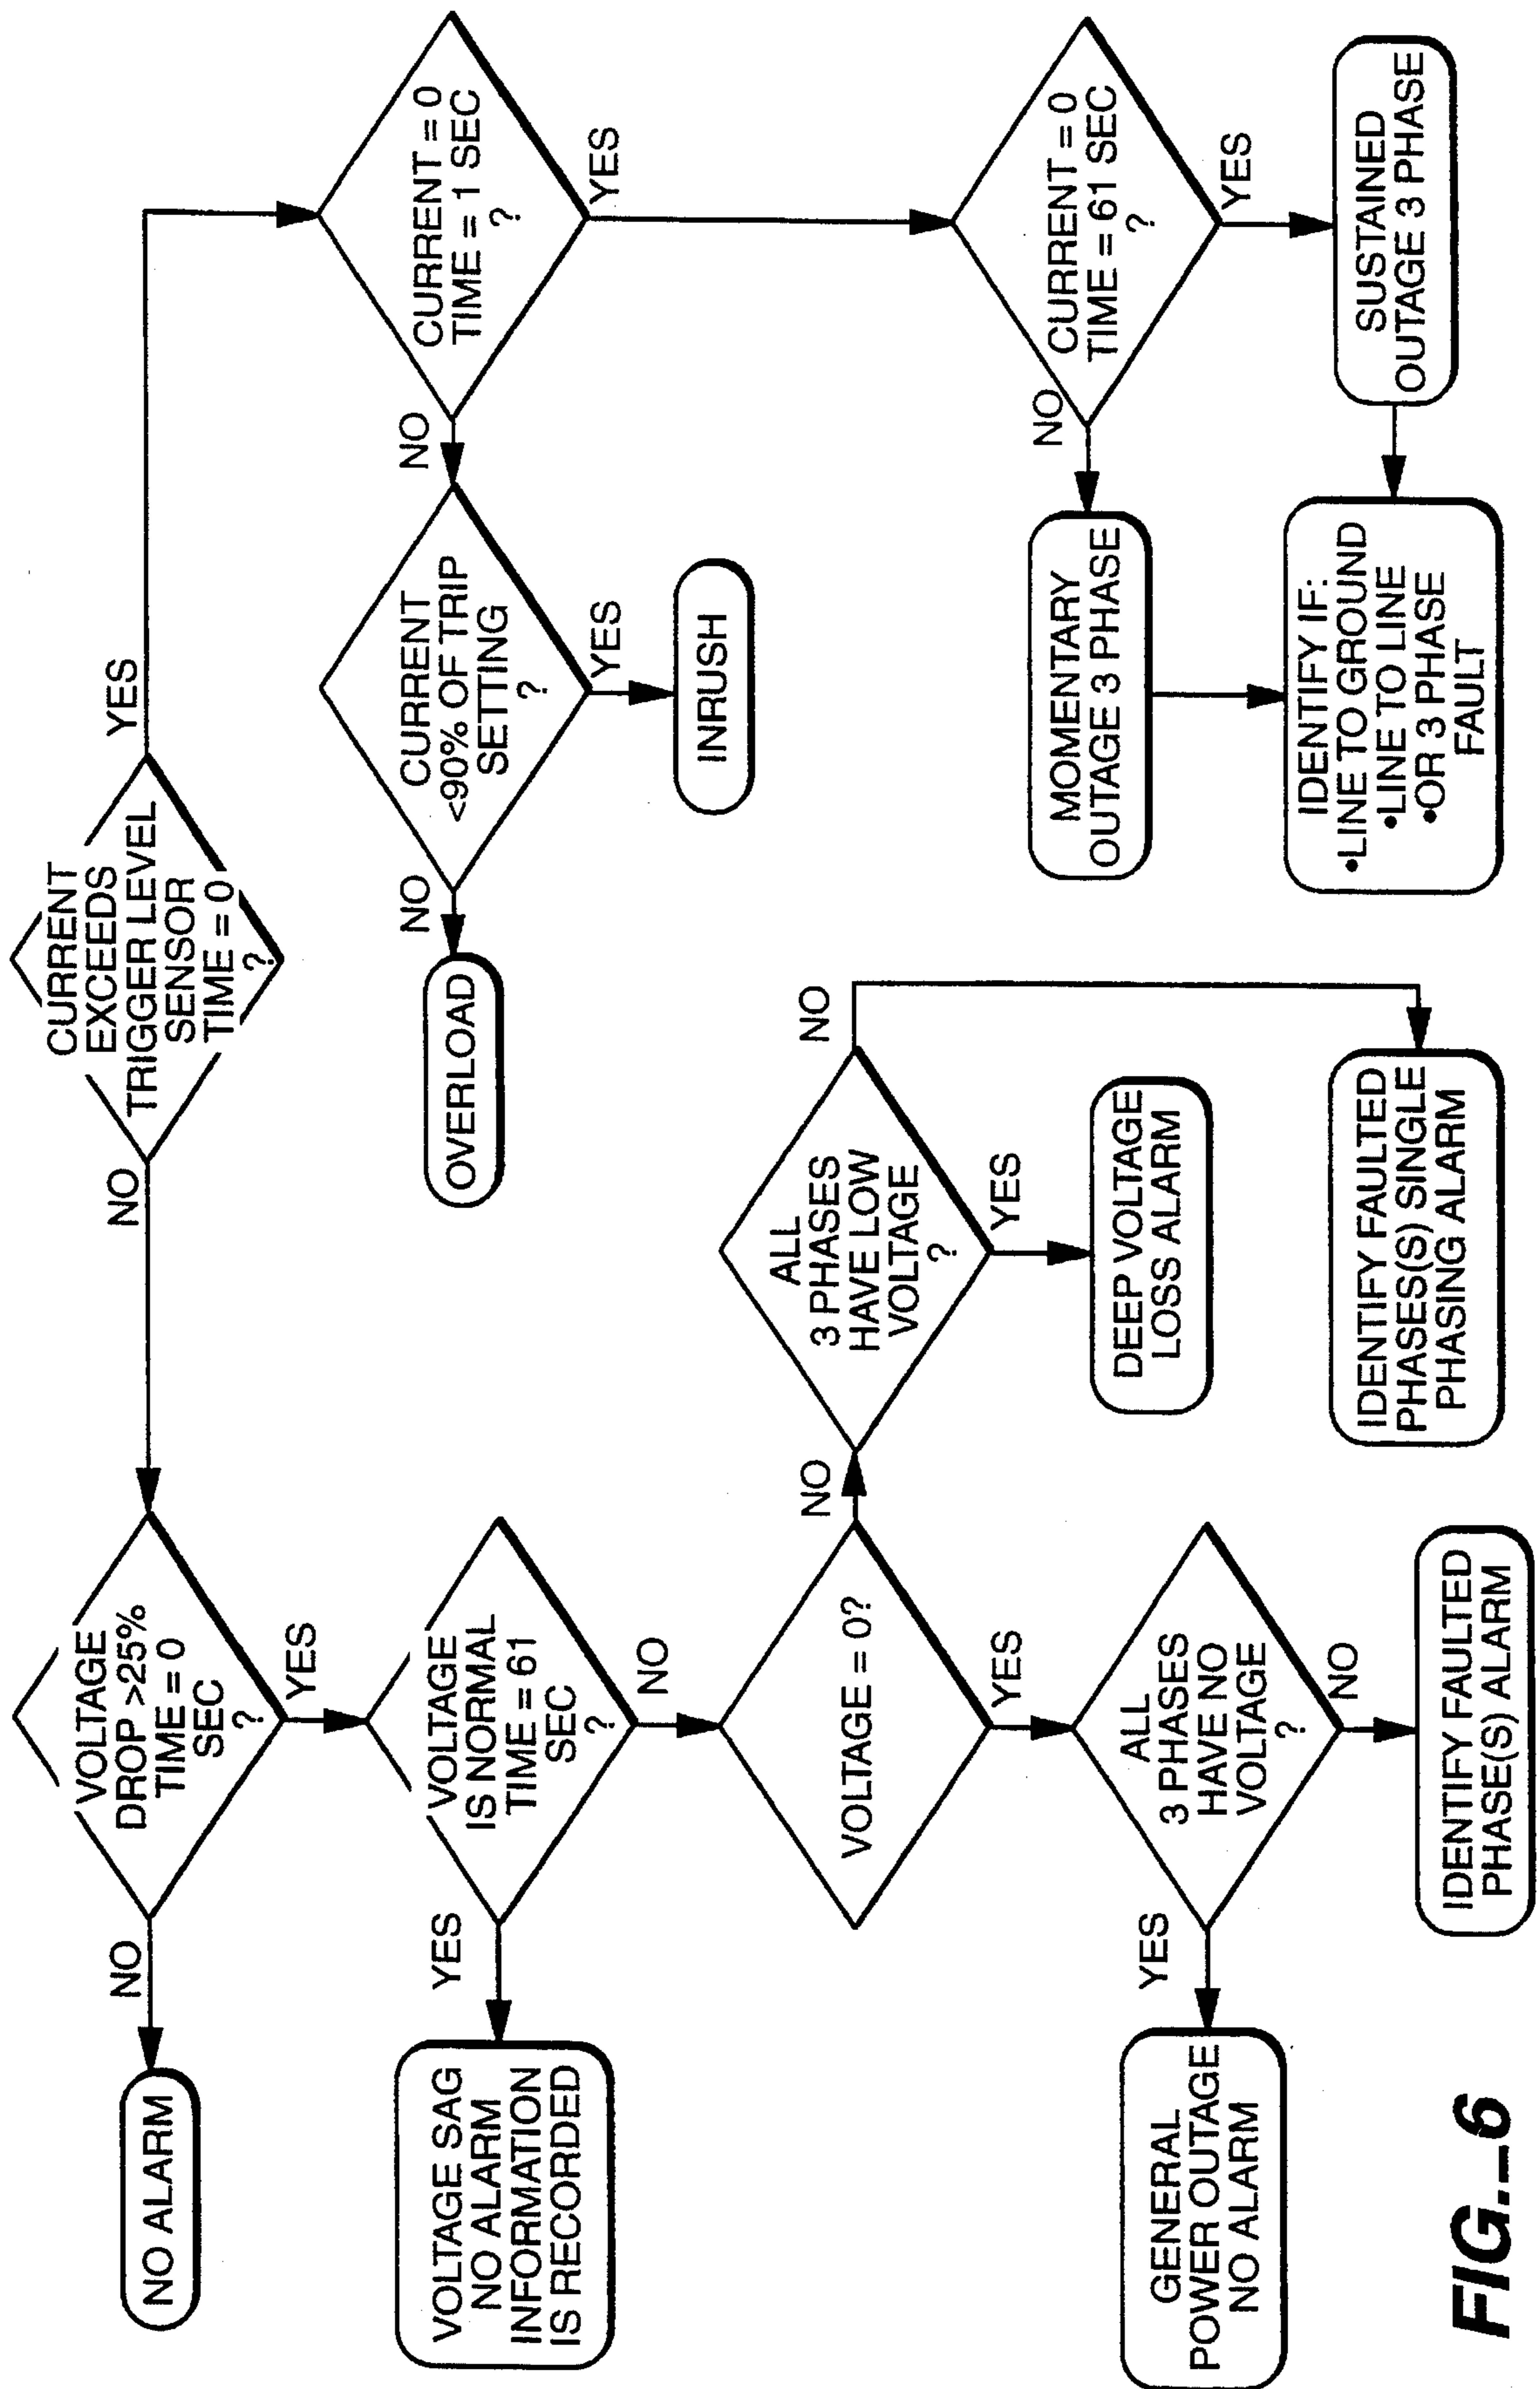 CURRENT
EXCEEDS
TRIGGER LEVEL
SENSOR
TIME = 0
?
NO
YES
VOLTAGE
DROP >25%
TIME = 0
SEC
?
NO
YES
NO ALARM
VOLTAGE
IS NORMAL
TIME = 61
SEC
?
YES
NO
VOLTAGE SAG
NO ALARM
INFORMATION
IS RECORDED
VOLTAGE = 0?
NO
YES
ALL
3 PHASES
HAVE LOW
VOLTAGE
?
NO
YES
DEEP VOLTAGE
LOSS ALARM
IDENTIFY FAULTED
PHASES(S) SINGLE
PHASING ALARM
ALL
3 PHASES
HAVE NO
VOLTAGE
?
YES
NO
GENERAL
POWER OUTAGE
NO ALARM
IDENTIFY FAULTED
PHASE(S) ALARM
CURRENT = 0
TIME = 1 SEC
?
NO
YES
CURRENT
<90% OF TRIP
SETTING
?
NO
YES
OVERLOAD
INRUSH
CURRENT = 0
TIME = 61 SEC
?
NO
YES
MOMENTARY
OUTAGE 3 PHASE
SUSTAINED
OUTAGE 3 PHASE
IDENTIFY IF:
•LINE TO GROUND
•LINE TO LINE
•OR 3 PHASE
FAULT
FIG._6